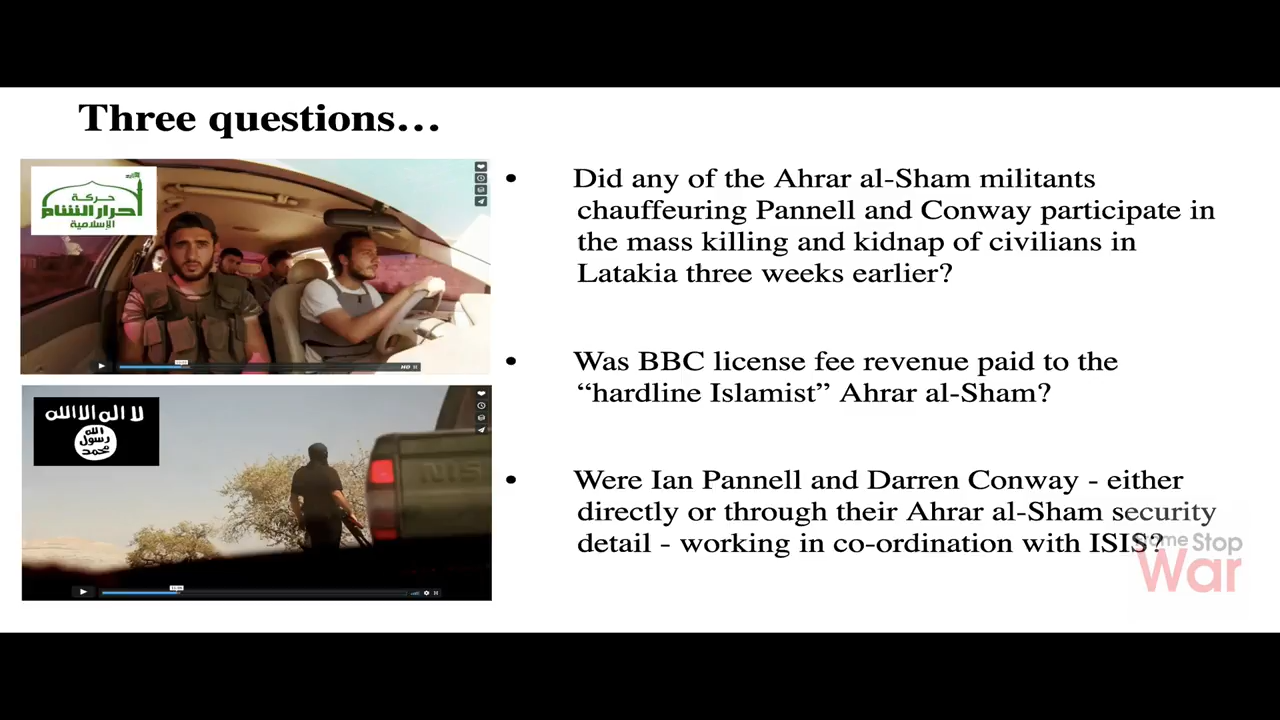 Three questions...
حركة
احرار الشام
الإسلامية
HD
لا اله الا الله
الله
رسول
محمد
NIS
• Did any of the Ahrar al-Sham militants
chauffeuring Pannell and Conway participate in
the mass killing and kidnap of civilians in
Latakia three weeks earlier?
• Was BBC license fee revenue paid to the
“hardline Islamist” Ahrar al-Sham?
• Were Ian Pannell and Darren Conway - either
directly or through their Ahrar al-Sham security
detail - working in co-ordination with ISIS?
Stop
War